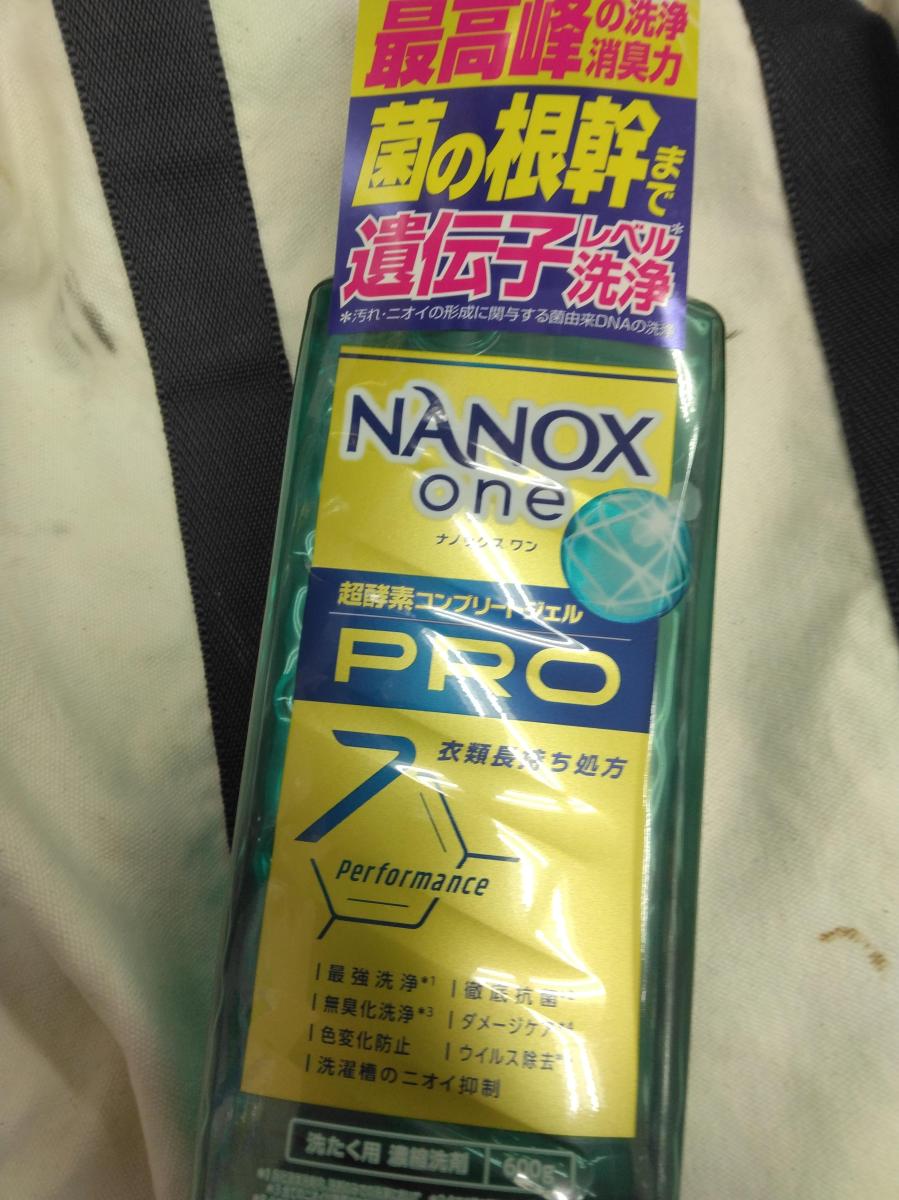 最高峰の洗浄消臭力
菌の根幹まで
遺伝子レベル*洗浄
*汚れ・ニオイの形成に関与する菌由来DNAの洗浄
NANOX
one
ナノックス ワン
超酵素コンプリートジェル
PRO
衣類長持ち処方
7
Performance
最強洗浄*1
徹底抗菌*2
無臭化洗浄*3
ダメージケア*4
色変化防止
ウイルス除去
洗濯槽のニオイ抑制
洗たく用 濃縮洗剤
600g